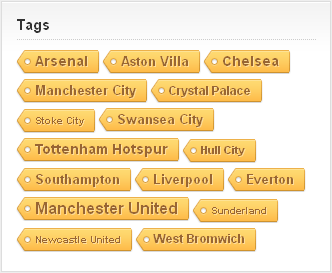 Tags
Arsenal Aston Villa Chelsea
Manchester City Crystal Palace
Stoke City Swansea City
Tottenham Hotspur Hull City
Southampton Liverpool Everton
Manchester United Sunderland
Newcastle United West Bromwich